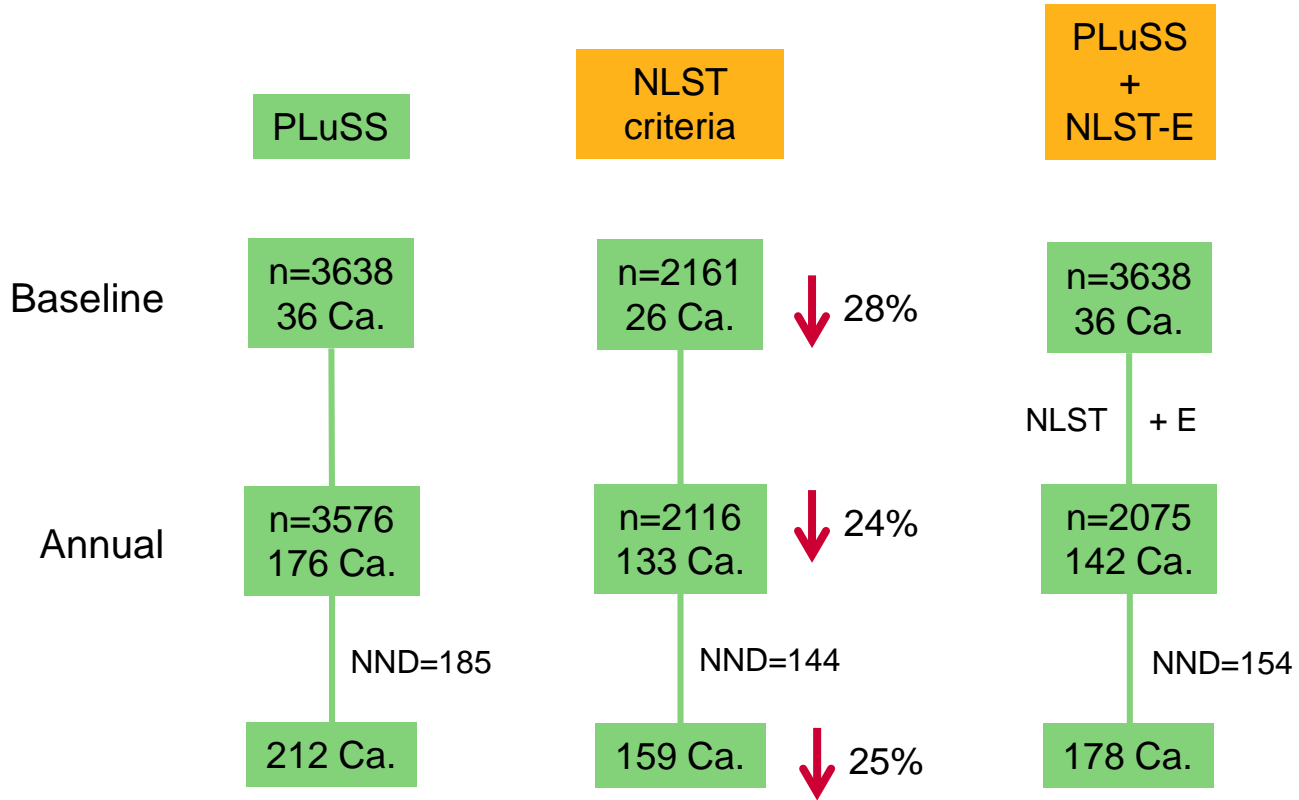 PLuSS
NLST
criteria
PLuSS
+
NLST-E
Baseline
n=3638
36 Ca.
n=2161
26 Ca.
28%
n=3638
36 Ca.
NLST + E
Annual
n=3576
176 Ca.
n=2116
133 Ca.
24%
n=2075
142 Ca.
NND=185
NND=144
NND=154
212 Ca.
159 Ca.
25%
178 Ca.